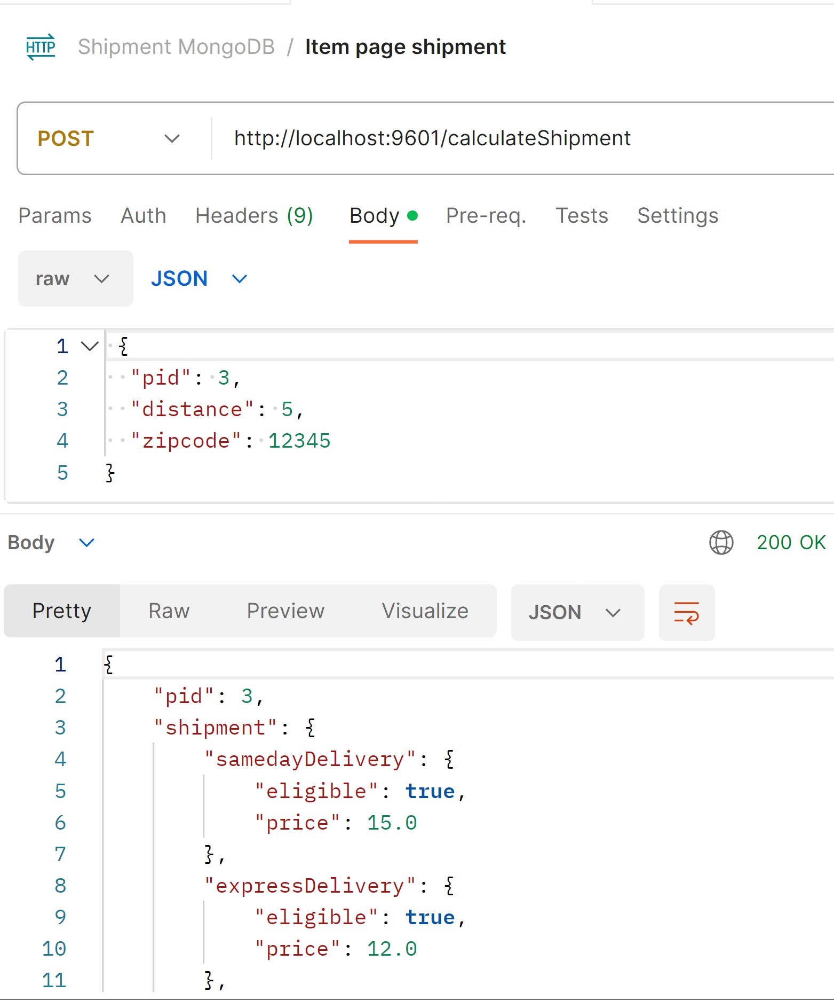 HTTP Shipment MongoDB / Item page shipment
POST http://localhost:9601/calculateShipment
Params Auth Headers (9) Body Pre-req. Tests Settings
raw JSON
1 {
2 "pid": 3,
3 "distance": 5,
4 "zipcode": 12345
5 }
Body 200 OK
Pretty Raw Preview Visualize JSON
1 {
2 "pid": 3,
3 "shipment": {
4 "samedayDelivery": {
5 "eligible": true,
6 "price": 15.0
7 },
8 "expressDelivery": {
9 "eligible": true,
10 "price": 12.0
11 },